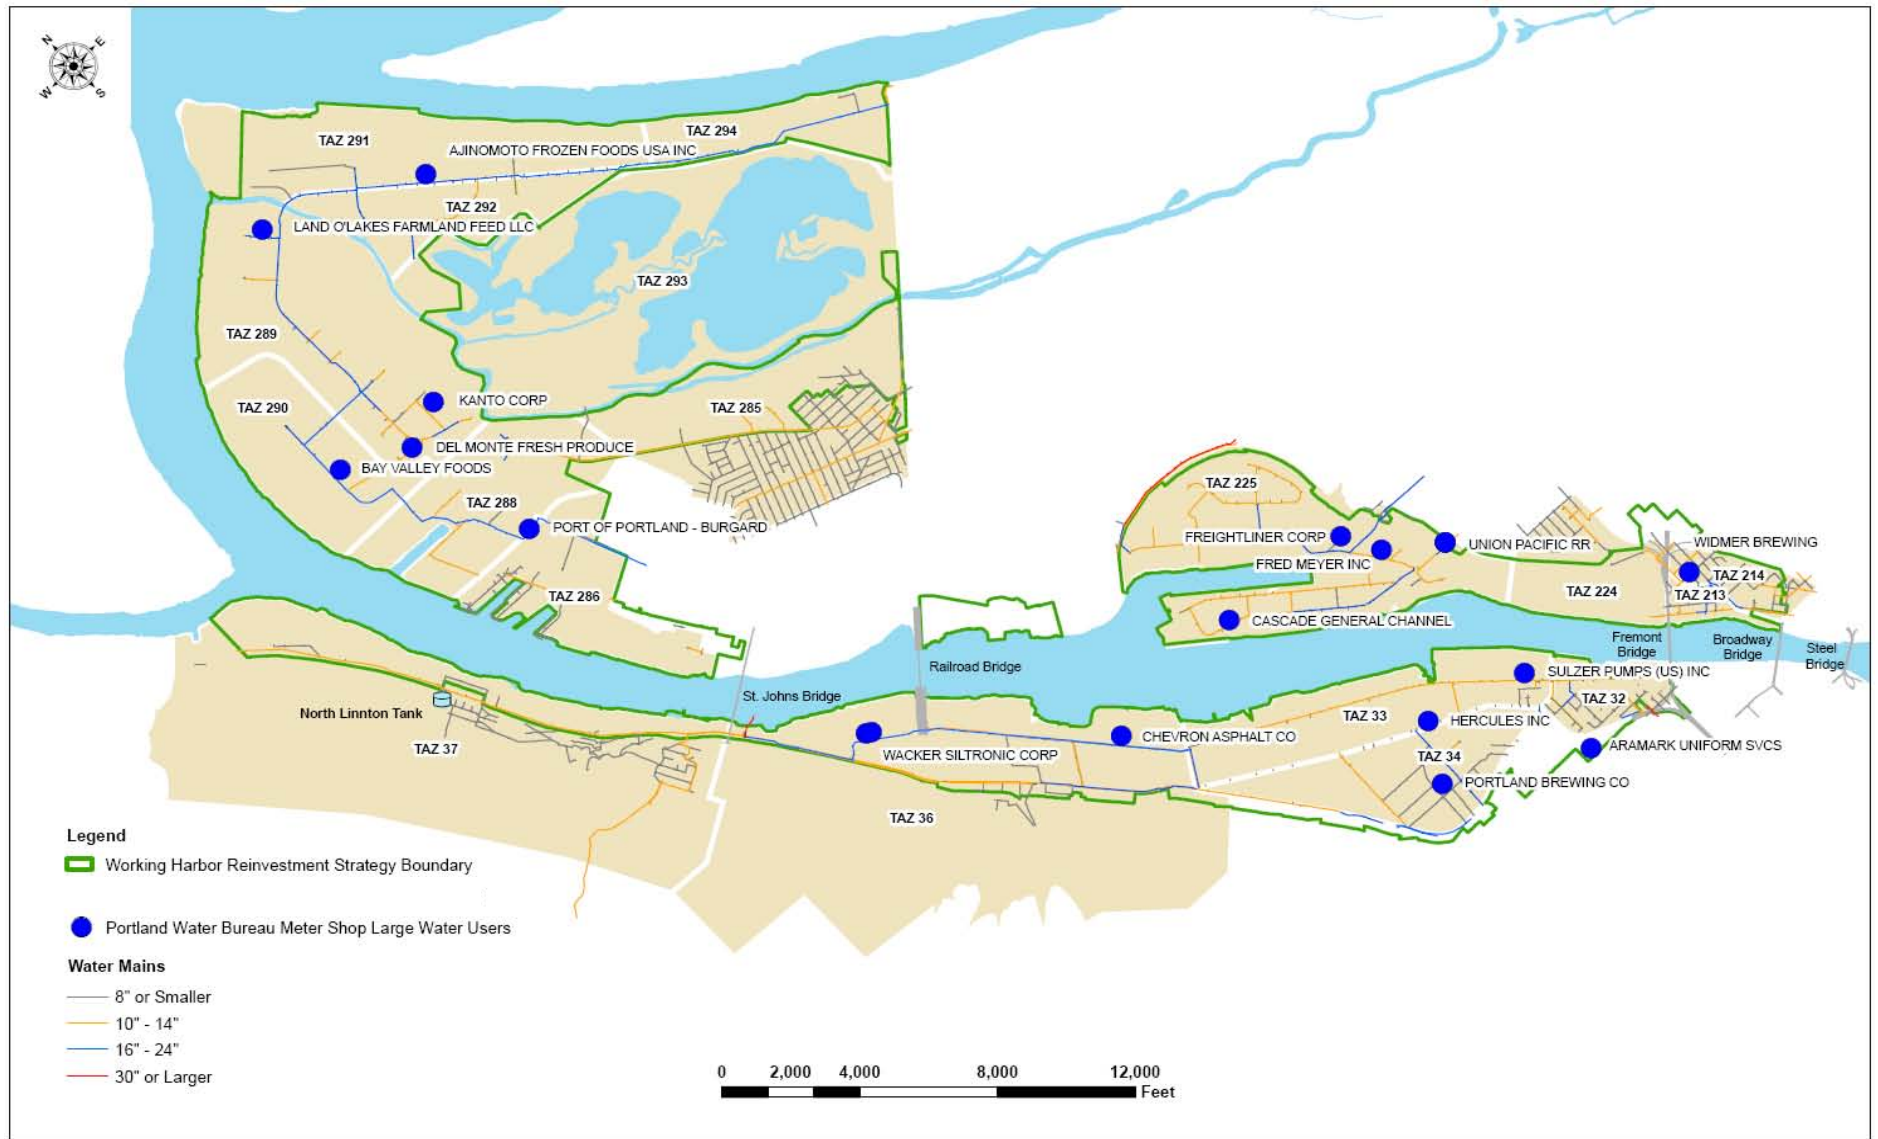 N
E
W
S
TAZ 291
TAZ 294
AJINOMOTO FROZEN FOODS USA INC
TAZ 292
LAND O'LAKES FARMLAND FEED LLC
TAZ 293
TAZ 289
KANTO CORP
TAZ 290
TAZ 285
DEL MONTE FRESH PRODUCE
BAY VALLEY FOODS
TAZ 288
PORT OF PORTLAND - BURGARD
TAZ 286
TAZ 225
FREIGHTLINER CORP
UNION PACIFIC RR
WIDMER BREWING
FRED MEYER INC
TAZ 214
TAZ 224
TAZ 213
CASCADE GENERAL CHANNEL
Fremont
Bridge
Broadway
Bridge
Steel
Bridge
Railroad Bridge
SULZER PUMPS (US) INC
St. Johns Bridge
TAZ 32
North Linnton Tank
TAZ 33
HERCULES INC
TAZ 37
CHEVRON ASPHALT CO
ARAMARK UNIFORM SVCS
WACKER SILTRONIC CORP
TAZ 34
PORTLAND BREWING CO
TAZ 36
Legend
Working Harbor Reinvestment Strategy Boundary
Portland Water Bureau Meter Shop Large Water Users
Water Mains
8" or Smaller
10" - 14"
16" - 24"
30" or Larger
0 2,000 4,000 8,000 12,000
Feet